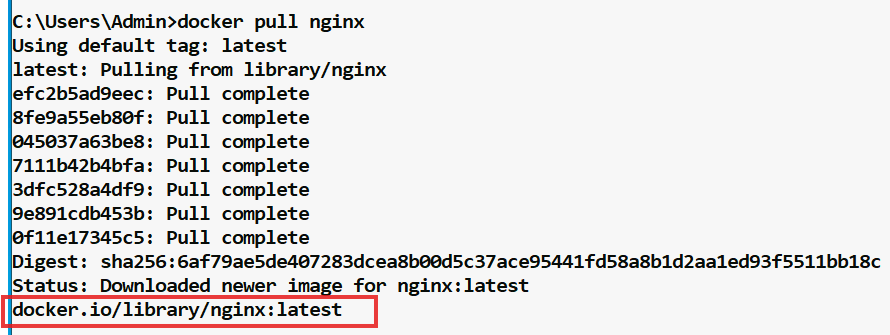 C:\Users\Admin>docker pull nginx
Using default tag: latest
latest: Pulling from library/nginx
efc2b5ad9eec: Pull complete
8fe9a55eb80f: Pull complete
045037a63be8: Pull complete
7111b42b4bfa: Pull complete
3dfc528a4df9: Pull complete
9e891cdb453b: Pull complete
0f11e17345c5: Pull complete
Digest: sha256:6af79ae5de407283dcea8b00d5c37ace95441fd58a8b1d2aa1ed93f5511bb18c
Status: Downloaded newer image for nginx:latest
docker.io/library/nginx:latest